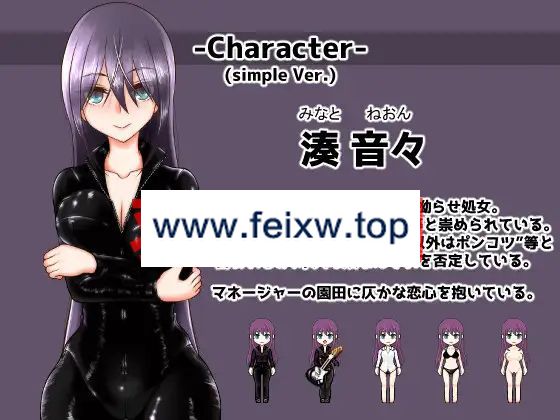 -Character-
(simple Ver.)
みなと ねおん
湊 音々
らせ処女。
と崇められている。
www.feixw.top
外はポンコツ”等と
を否定している。
マネージャーの園田に仄かな恋心を抱いている。